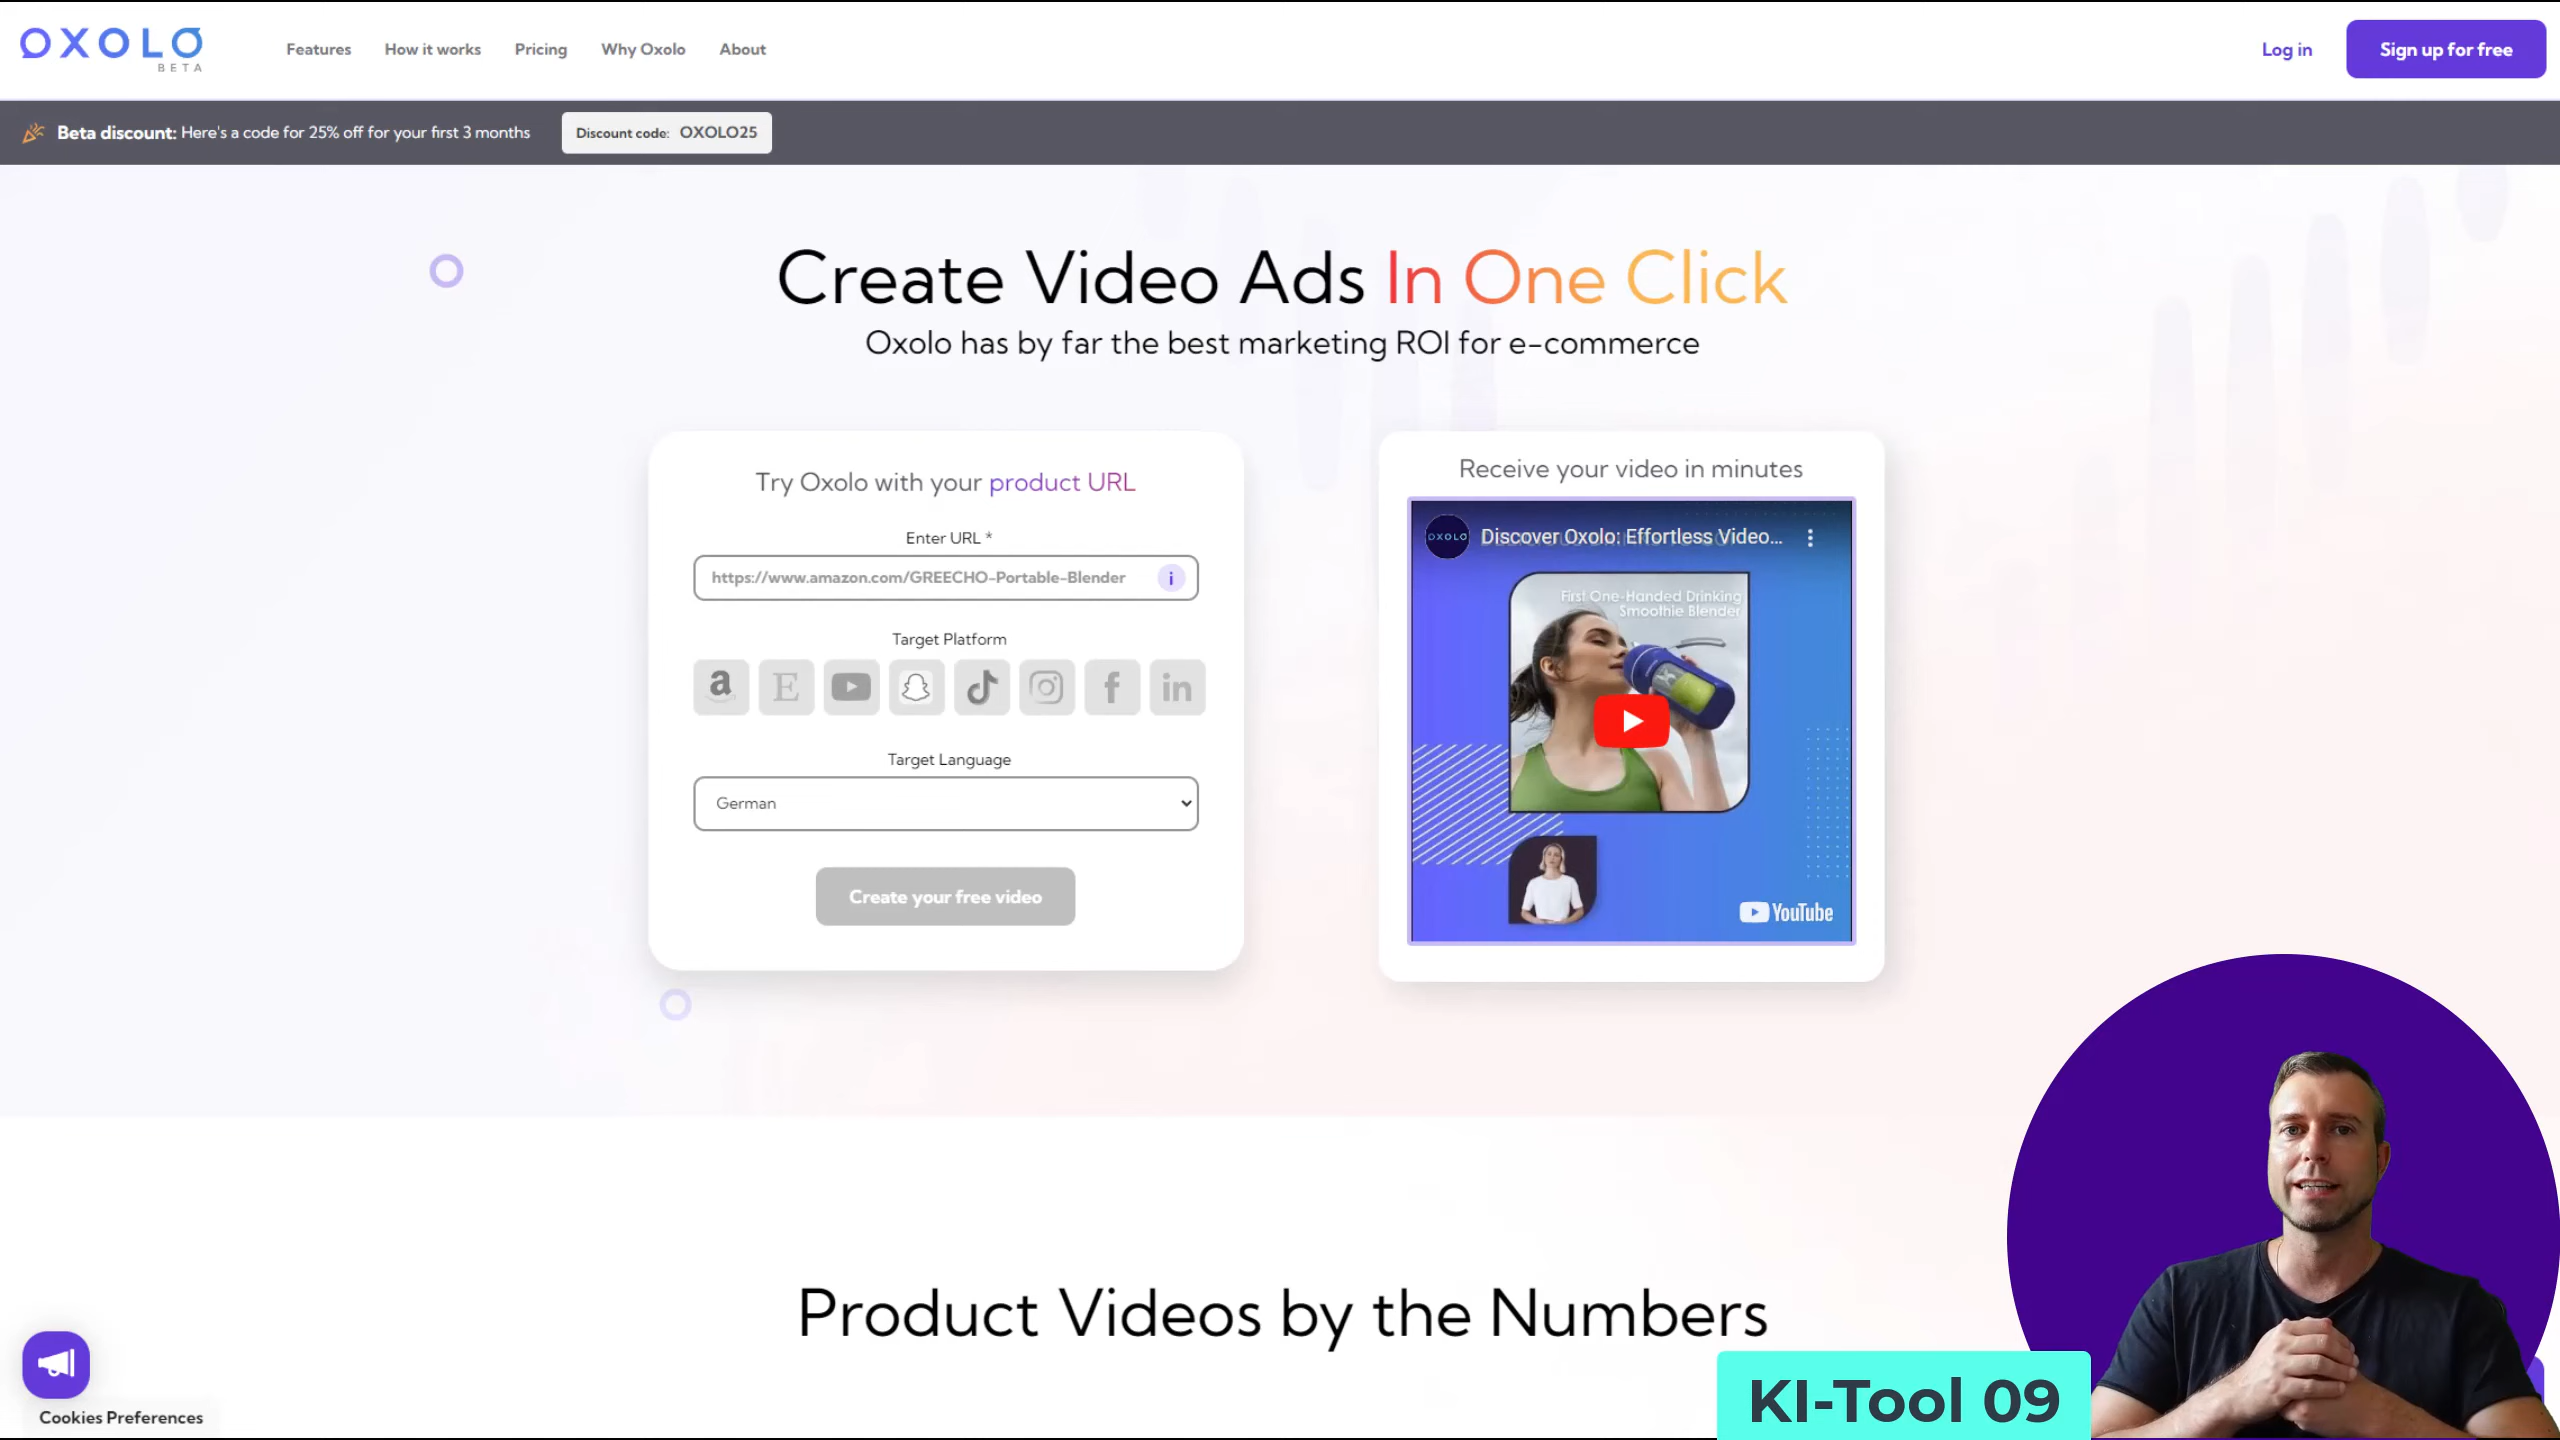 OXOLO
BETA
Features
How it works
Pricing
Why Oxolo
About
Log in
Sign up for free
Beta discount: Here's a code for 25% off for your first 3 months
Discount code: OXOLO25
Create Video Ads In One Click
Oxolo has by far the best marketing ROI for e-commerce
Try Oxolo with your product URL
Enter URL *
https://www.amazon.com/GREECHO-Portable-Blender
i
Target Platform
Target Language
German
Create your free video
Receive your video in minutes
OXOLO
Discover Oxolo: Effortless Video...
First One-Handed Drinking
Smoothie Blender
YouTube
Product Videos by the Numbers
Cookies Preferences
KI-Tool 09